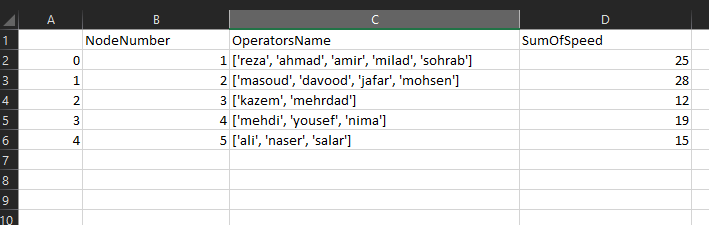 A B C D
1 NodeNumber OperatorsName SumOfSpeed
2 0 1 ['reza', 'ahmad', 'amir', 'milad', 'sohrab'] 25
3 1 2 ['masoud', 'davood', 'jafar', 'mohsen'] 28
4 2 3 ['kazem', 'mehrdad'] 12
5 3 4 ['mehdi', 'yousef', 'nima'] 19
6 4 5 ['ali', 'naser', 'salar'] 15
7
8
9
10